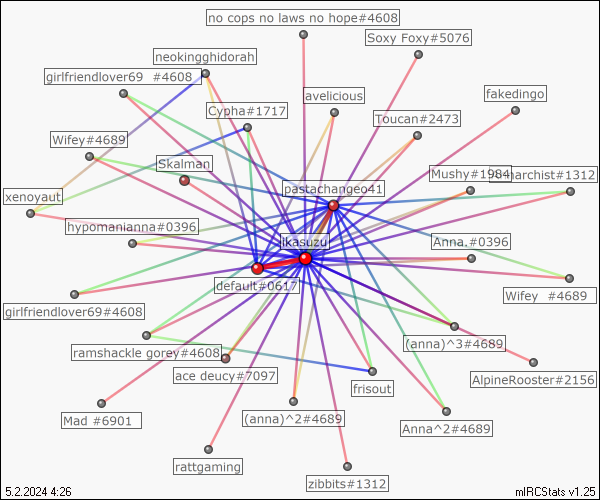 no cops no laws no hope#4608
Soxy Foxy#5076
neokingghidorah
girlfriendlover69 #4608
avelicious
fakedingo
Cypha#1717
Toucan#2473
Wifey#4689
Skalman
Mushy#1984
narchist#1312
pastachangeo41
xenoyaut
hypomanianna#0396
ikasuzu
Anna.#0396
default#0617
Wifey #4689
girlfriendlover69#4608
ramshackle gorey#4608
(anna)^3#4689
ace deucy#7097
AlpineRooster#2156
frisout
Mad #6901
(anna)^2#4689
Anna^2#4689
rattgaming
zibbits#1312
5.2.2024 4:26
mIRCStats v1.25